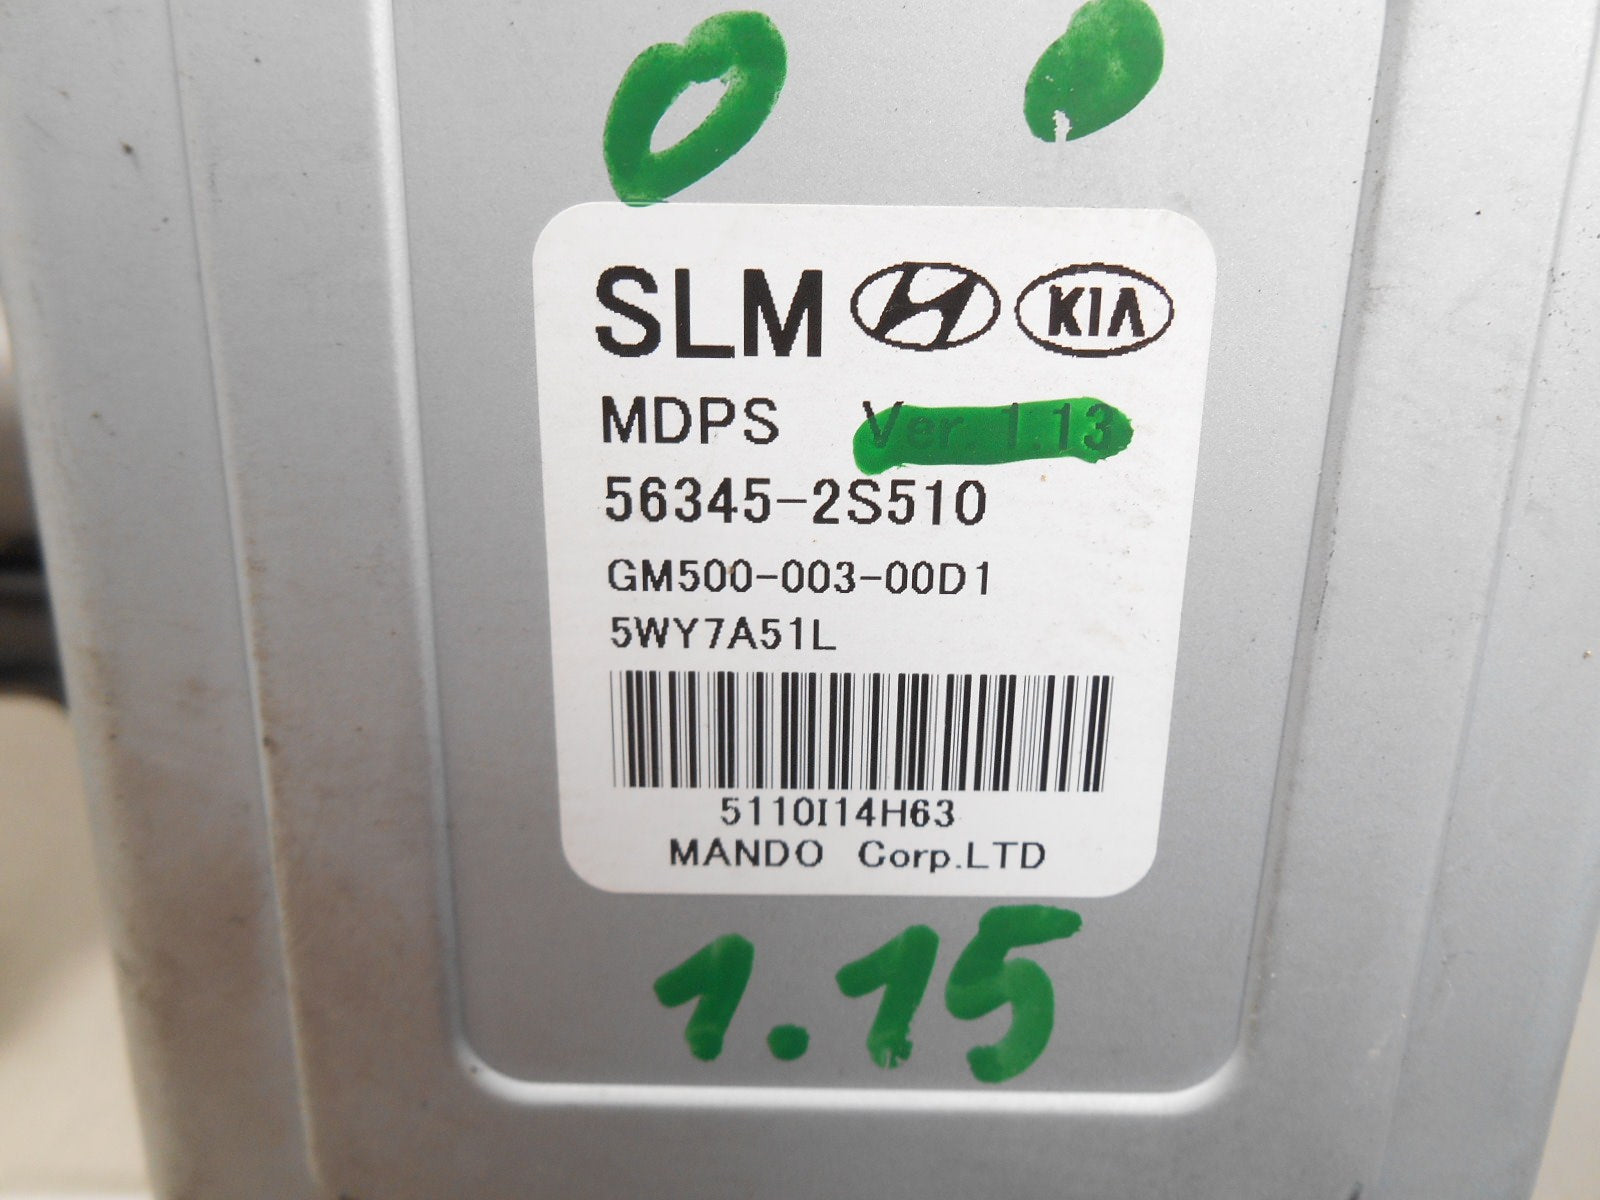 0 0
SLM KIA
MDPS Ver. 1.13
56345-2S510
GM500-003-00D1
5WY7A51L
5110I14H63
MANDO Corp.LTD
1.15